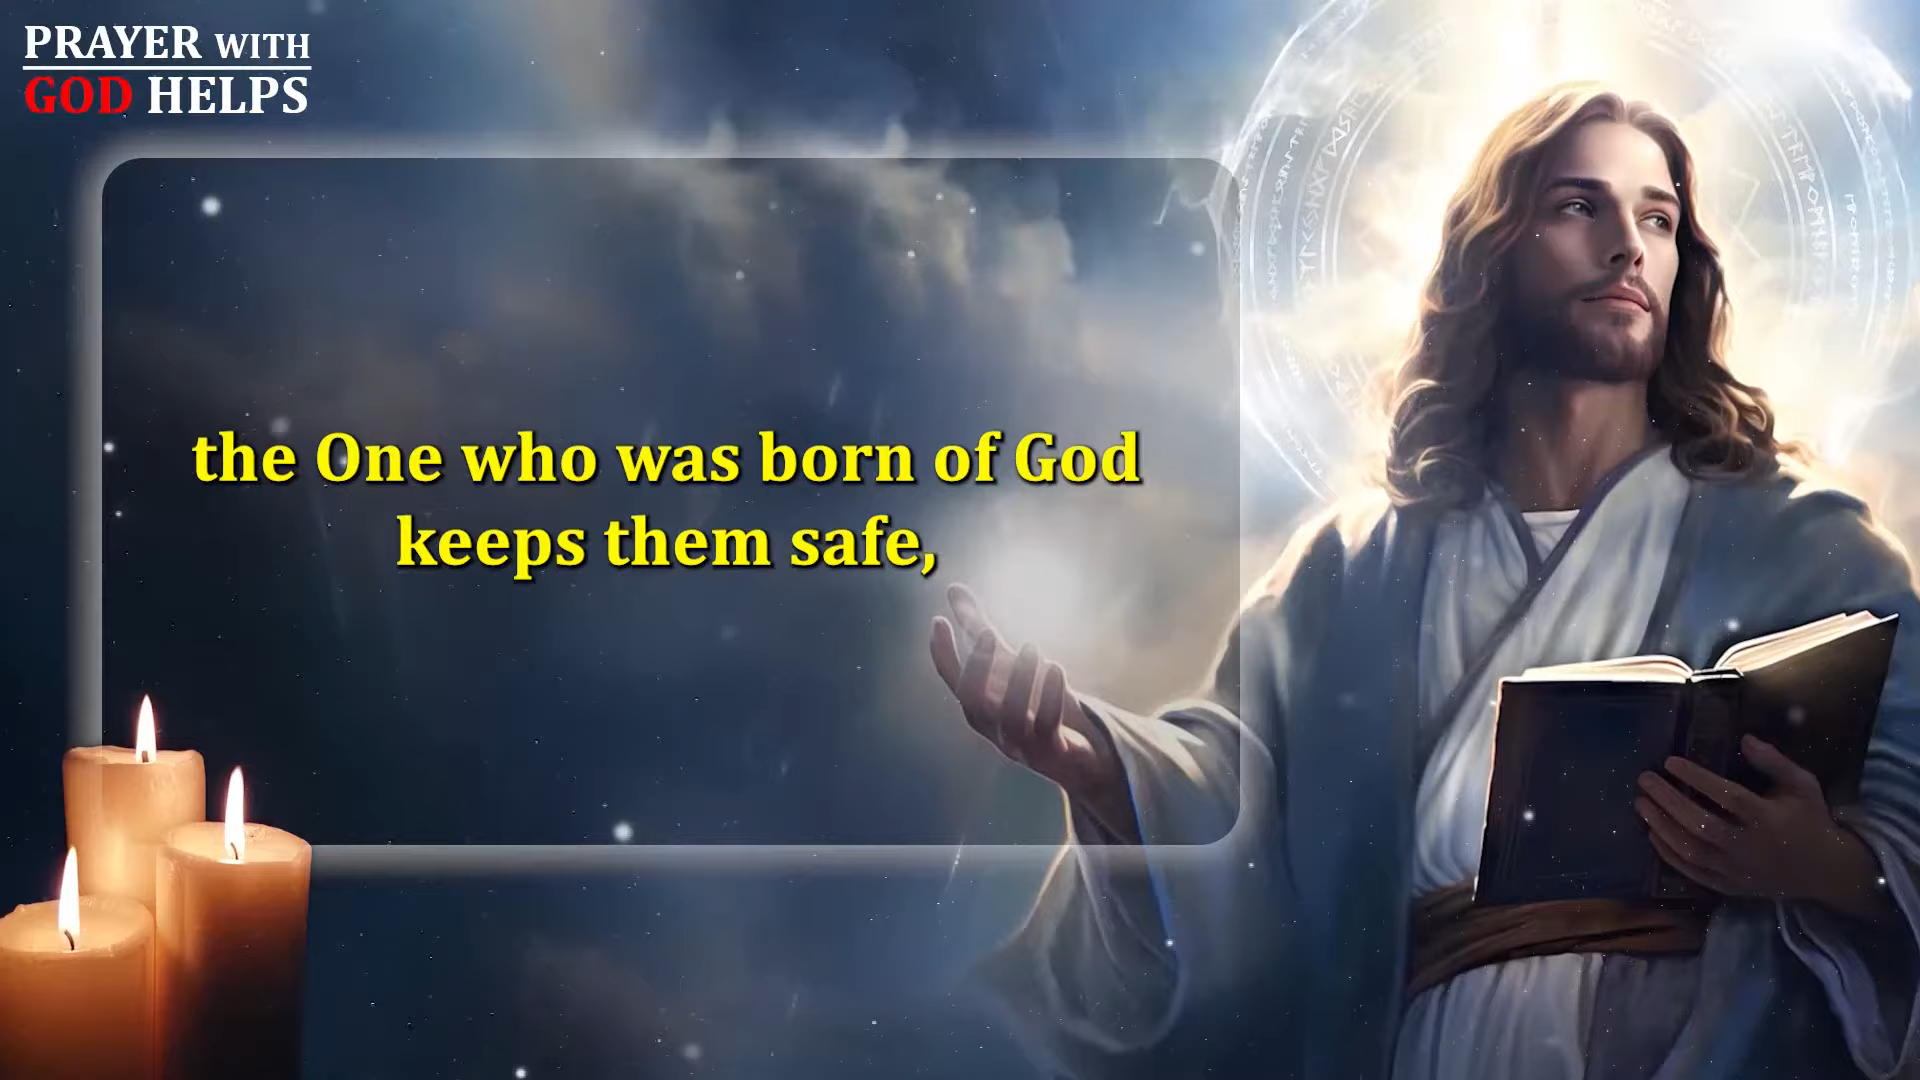 PRAYER WITH
GOD HELPS
the One who was born of God
keeps them safe,